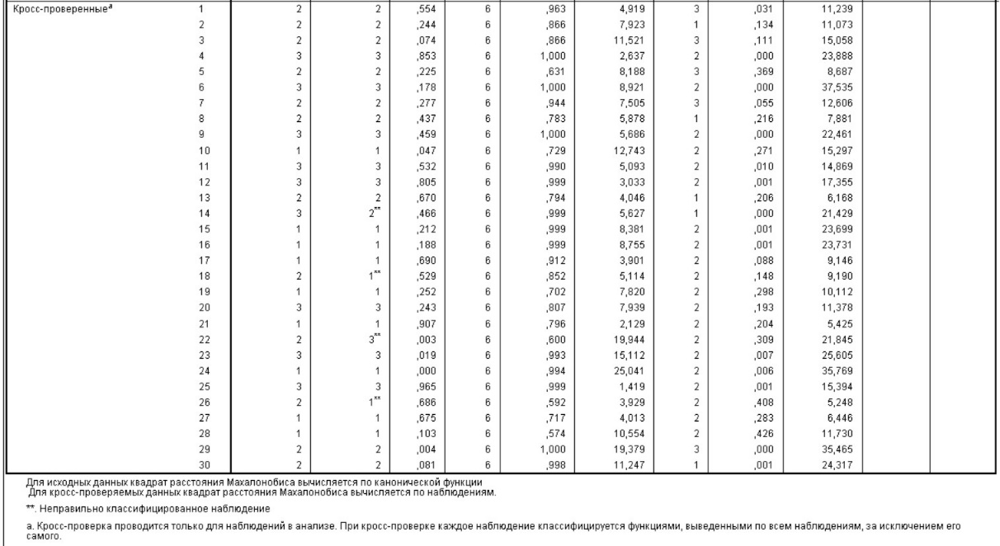 Кросс-проверенныеª 1 2 2 ,554 6 ,963 4,919 3 ,031 11,239
2 2 2 ,244 6 ,866 7,923 1 ,134 11,073
3 2 2 ,074 6 ,866 11,521 3 ,111 15,058
4 3 3 ,853 6 1,000 2,637 2 ,000 23,888
5 2 2 ,225 6 ,631 8,188 3 ,369 8,687
6 3 3 ,178 6 1,000 8,921 2 ,000 37,535
7 2 2 ,277 6 ,944 7,505 3 ,055 12,606
8 2 2 ,437 6 ,783 5,878 1 ,216 7,881
9 3 3 ,459 6 1,000 5,686 2 ,000 22,461
10 1 1 ,047 6 ,729 12,743 2 ,271 15,297
11 3 3 ,532 6 ,990 5,093 2 ,010 14,869
12 3 3 ,805 6 ,999 3,033 2 ,001 17,355
13 2 2 ,670 6 ,794 4,046 1 ,206 6,168
14 3 2** ,466 6 ,999 5,627 1 ,000 21,429
15 1 1 ,212 6 ,999 8,381 2 ,001 23,699
16 1 1 ,188 6 ,999 8,755 2 ,001 23,731
17 1 1 ,690 6 ,912 3,901 2 ,088 9,146
18 2 1** ,529 6 ,852 5,114 2 ,148 9,190
19 1 1 ,252 6 ,702 7,820 2 ,298 10,112
20 3 3 ,243 6 ,807 7,939 2 ,193 11,378
21 1 1 ,907 6 ,796 2,129 2 ,204 5,425
22 2 3** ,003 6 ,600 19,944 2 ,309 21,845
23 3 3 ,019 6 ,993 15,112 2 ,007 25,605
24 1 1 ,000 6 ,994 25,041 2 ,006 35,769
25 3 3 ,965 6 ,999 1,419 2 ,001 15,394
26 2 1** ,686 6 ,592 3,929 2 ,408 5,248
27 1 1 ,675 6 ,717 4,013 2 ,283 6,446
28 1 1 ,103 6 ,574 10,554 2 ,426 11,730
29 2 2 ,004 6 1,000 19,379 3 ,000 35,465
30 2 2 ,081 6 ,998 11,247 1 ,001 24,317
Для исходных данных квадрат расстояния Махалонобиса вычисляется по канонической функции
Для кросс-проверяемых данных квадрат расстояния Махалонобиса вычисляется по наблюдениям.
**. Неправильно классифицированное наблюдение
a. Кросс-проверка проводится только для наблюдений в анализе. При кросс-проверке каждое наблюдение классифицируется функциями, выведенными по всем наблюдениям, за исключением его
самого.